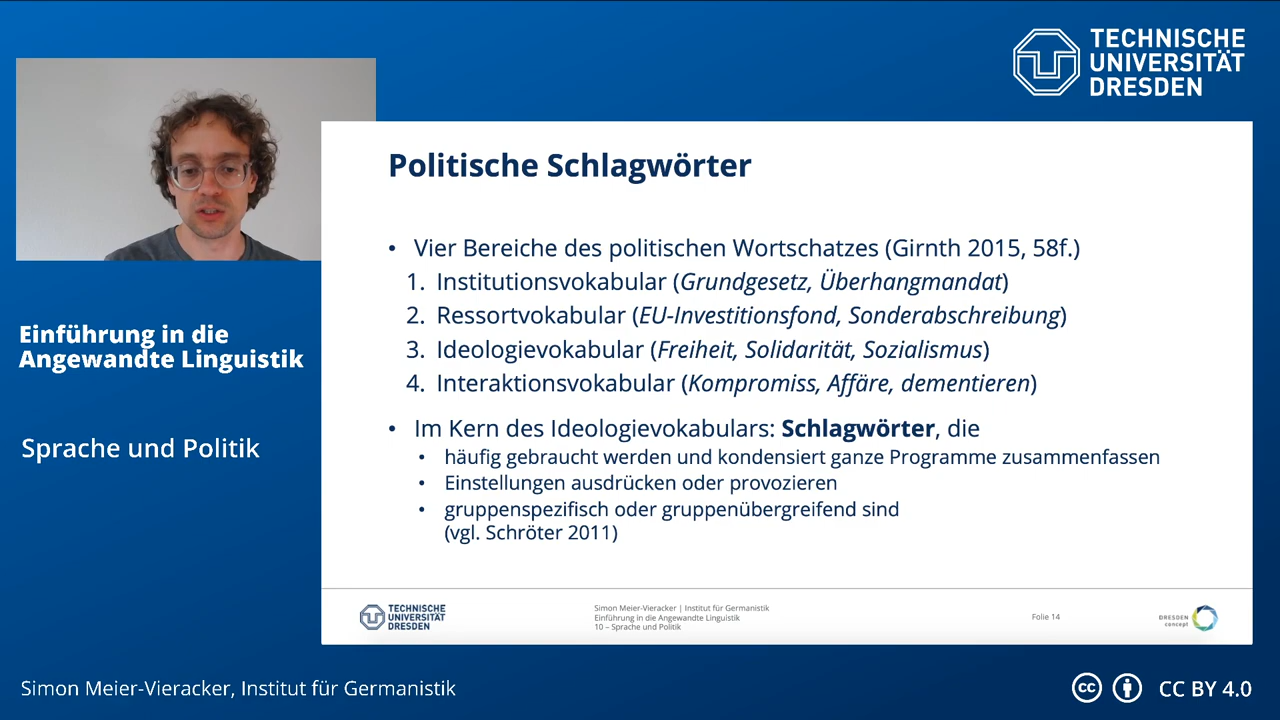 TECHNISCHE
UNIVERSITÄT
DRESDEN
Einführung in die
Angewandte Linguistik
Sprache und Politik
Politische Schlagwörter
• Vier Bereiche des politischen Wortschatzes (Girnth 2015, 58f.)
1. Institutionsvokabular (Grundgesetz, Überhangmandat)
2. Ressortvokabular (EU-Investitionsfond, Sonderabschreibung)
3. Ideologievokabular (Freiheit, Solidarität, Sozialismus)
4. Interaktionsvokabular (Kompromiss, Affäre, dementieren)
• Im Kern des Ideologievokabulars: Schlagwörter, die
• häufig gebraucht werden und kondensiert ganze Programme zusammenfassen
• Einstellungen ausdrücken oder provozieren
• gruppenspezifisch oder gruppenübergreifend sind
(vgl. Schröter 2011)
TECHNISCHE
UNIVERSITÄT
DRESDEN
Simon Meier-Vieracker | Institut für Germanistik
Einführung in die Angewandte Linguistik
10 – Sprache und Politik
Folie 14
DRESDEN
concept
Simon Meier-Vieracker, Institut für Germanistik
cc
CC BY 4.0